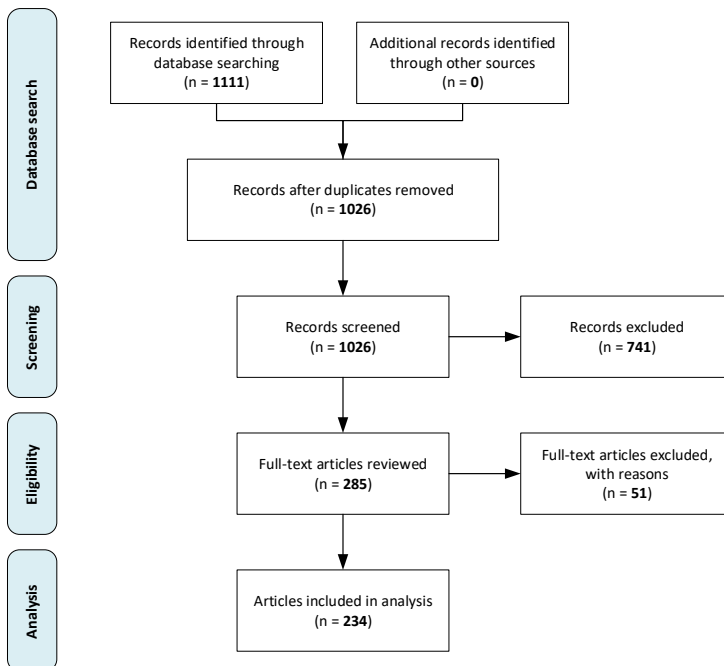 Database search
Records identified through
database searching
(n = 1111)
Additional records identified
through other sources
(n = 0)
Records after duplicates removed
(n = 1026)
Screening
Records screened
(n = 1026)
Records excluded
(n = 741)
Eligibility
Full-text articles reviewed
(n = 285)
Full-text articles excluded,
with reasons
(n = 51)
Analysis
Articles included in analysis
(n = 234)